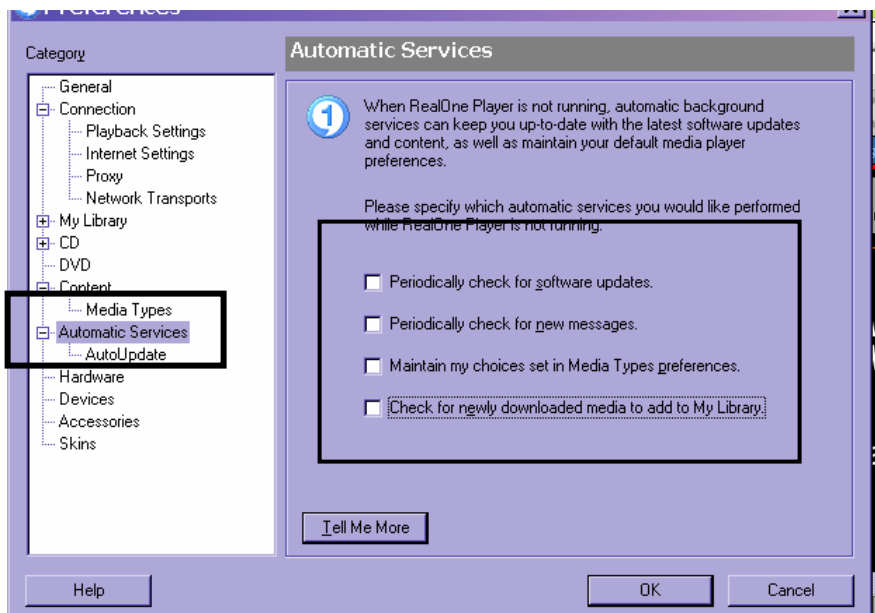 Preferences
Category
General
Connection
Playback Settings
Internet Settings
Proxy
Network Transports
My Library
CD
DVD
Content
Media Types
Automatic Services
AutoUpdate
Hardware
Devices
Accessories
Skins
Automatic Services
When RealOne Player is not running, automatic background
services can keep you up-to-date with the latest software updates
and content, as well as maintain your default media player
preferences.
Please specify which automatic services you would like performed
while RealOne Player is not running.
Periodically check for software updates.
Periodically check for new messages.
Maintain my choices set in Media Types preferences.
Check for newly downloaded media to add to My Library.
Tell Me More
Help
OK
Cancel